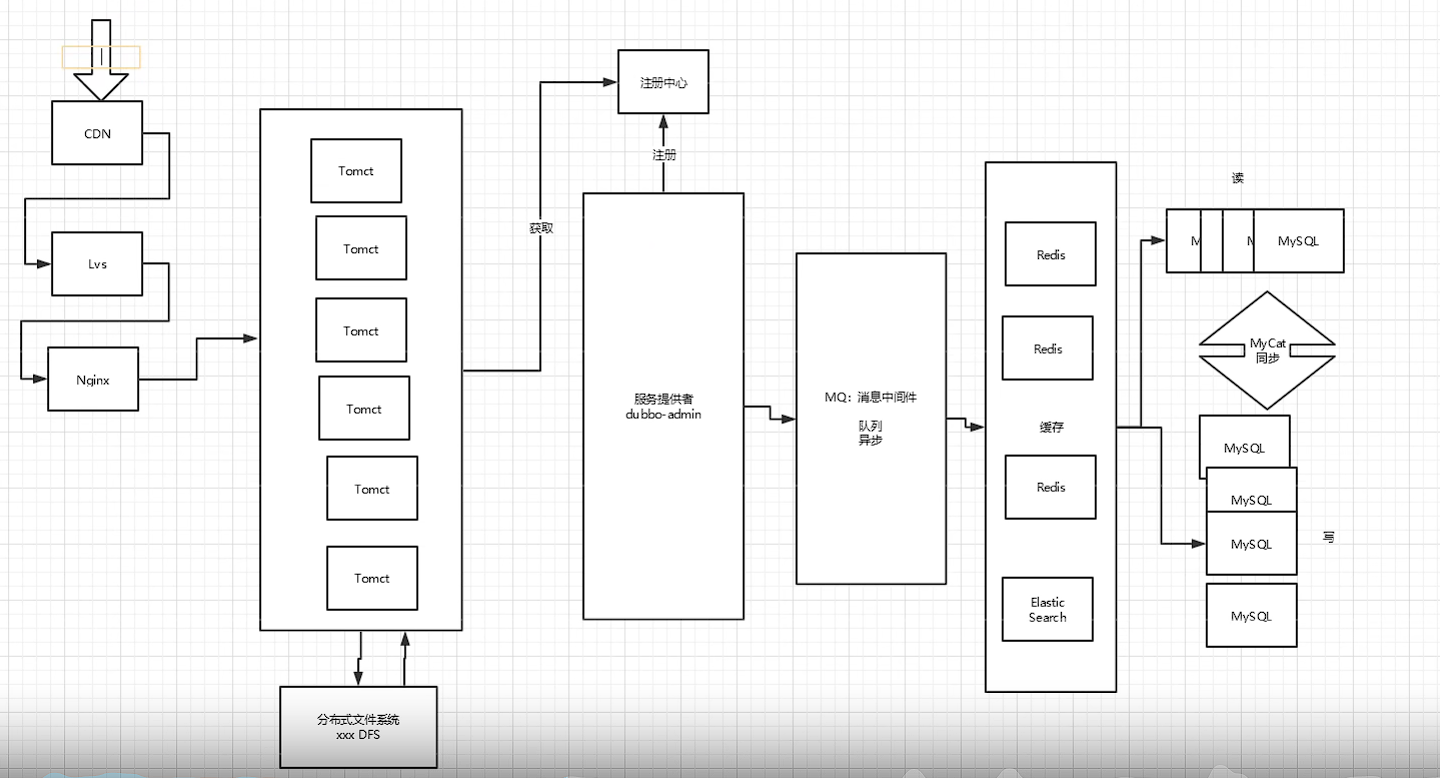 CDN
Lvs
Nginx
Tomct
Tomct
Tomct
Tomct
Tomct
Tomct
分布式文件系统
xxx DFS
获取
注册中心
注册
服务提供者
dubbo-admin
MQ：消息中间件
队列
异步
Redis
Redis
缓存
Redis
Elastic
Search
读
M
M
MySQL
MyCat
同步
MySQL
MySQL
MySQL
写
MySQL